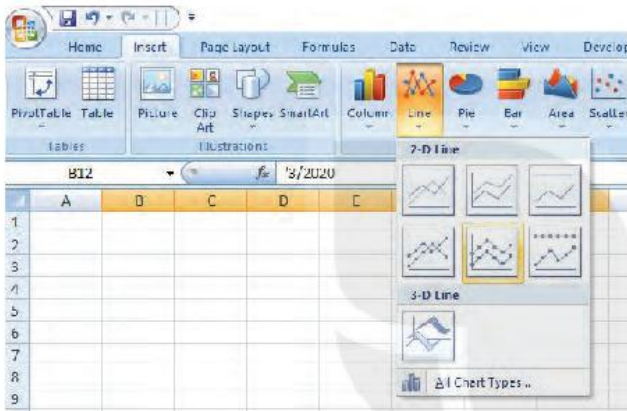 Home Insert Page Layout Formulas Data Review View Develop
PivotTable Table Picture Clip Art Shapes SmartArt Column Line Pie Bar Area Scatter
Tables Illustrations
B12 fx '3/2020
2-D Line
A B C D E
1
2
3
4
5
6
7
8
9
3-D Line
All Chart Types...